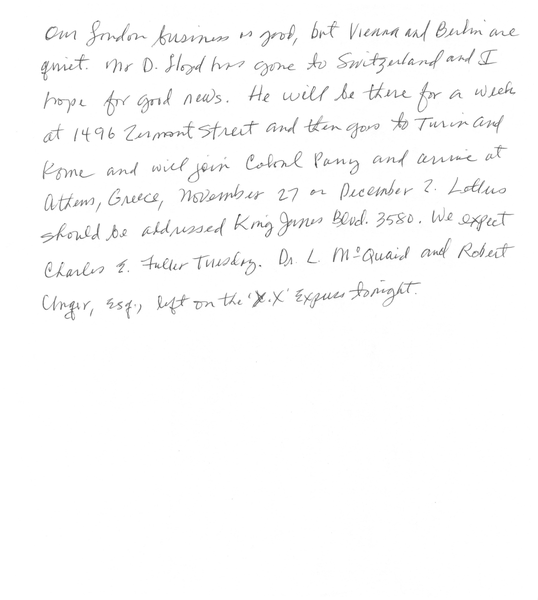 Our London business is good, but Vienna and Berlin are
quiet. Mr D. Lloyd has gone to Switzerland and I
hope for good news. He will be there for a week
at 1496 Zermont Street and then goes to Turin and
Rome and will join Colonl Parry and arrive at
Athens, Greece, November 27 or December 2. Letters
should be addressed King James Blvd. 3580. We expect
Charles E. Fuller Tuesday. Dr. L. McQuaid and Robert
Unger, Esq., left on the 'X.X' Express tonight.